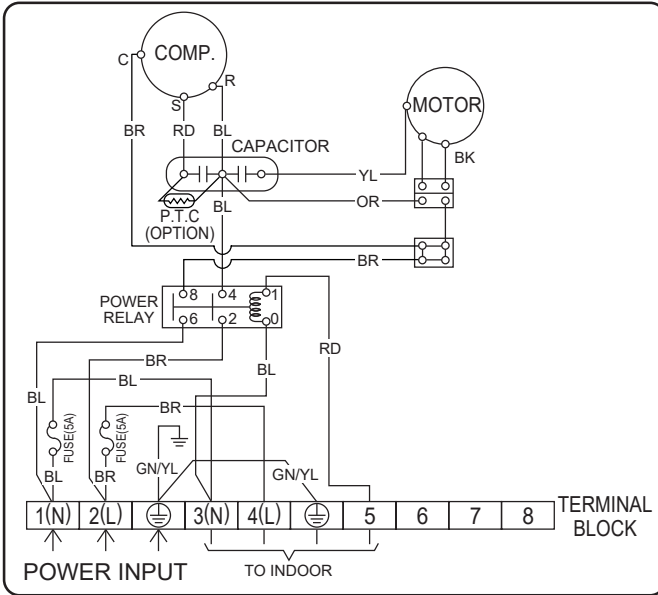 COMP.
C
R
S
MOTOR
BR
RD
BL
BK
CAPACITOR
YL
OR
BL
P.T.C
(OPTION)
BR
POWER
RELAY
8
4
1
6
2
0
BR
RD
BL
BL
BL
BR
FUSE(5A)
FUSE(5A)
BL
BR
GN/YL
GN/YL
1(N)
2(L)
3(N)
4(L)
5
6
7
8
TERMINAL
BLOCK
POWER INPUT
TO INDOOR